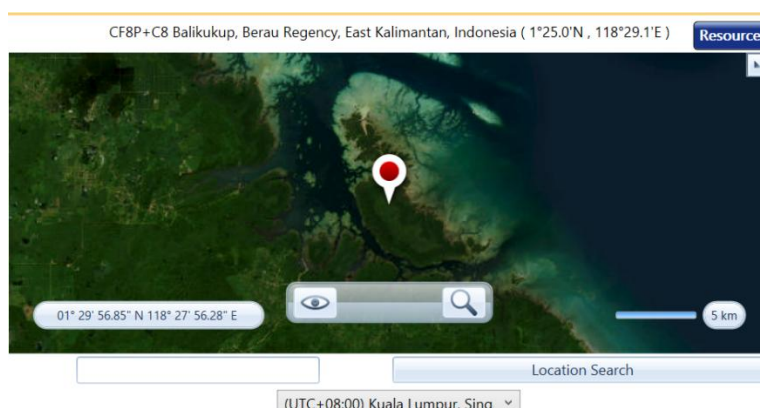 CF8P+C8 Balikukup, Berau Regency, East Kalimantan, Indonesia ( 1°25.0'N , 118°29.1'E )
Resource
01° 29' 56.85" N 118° 27' 56.28" E
5 km
Location Search
(UTC+08:00) Kuala Lumpur, Sing